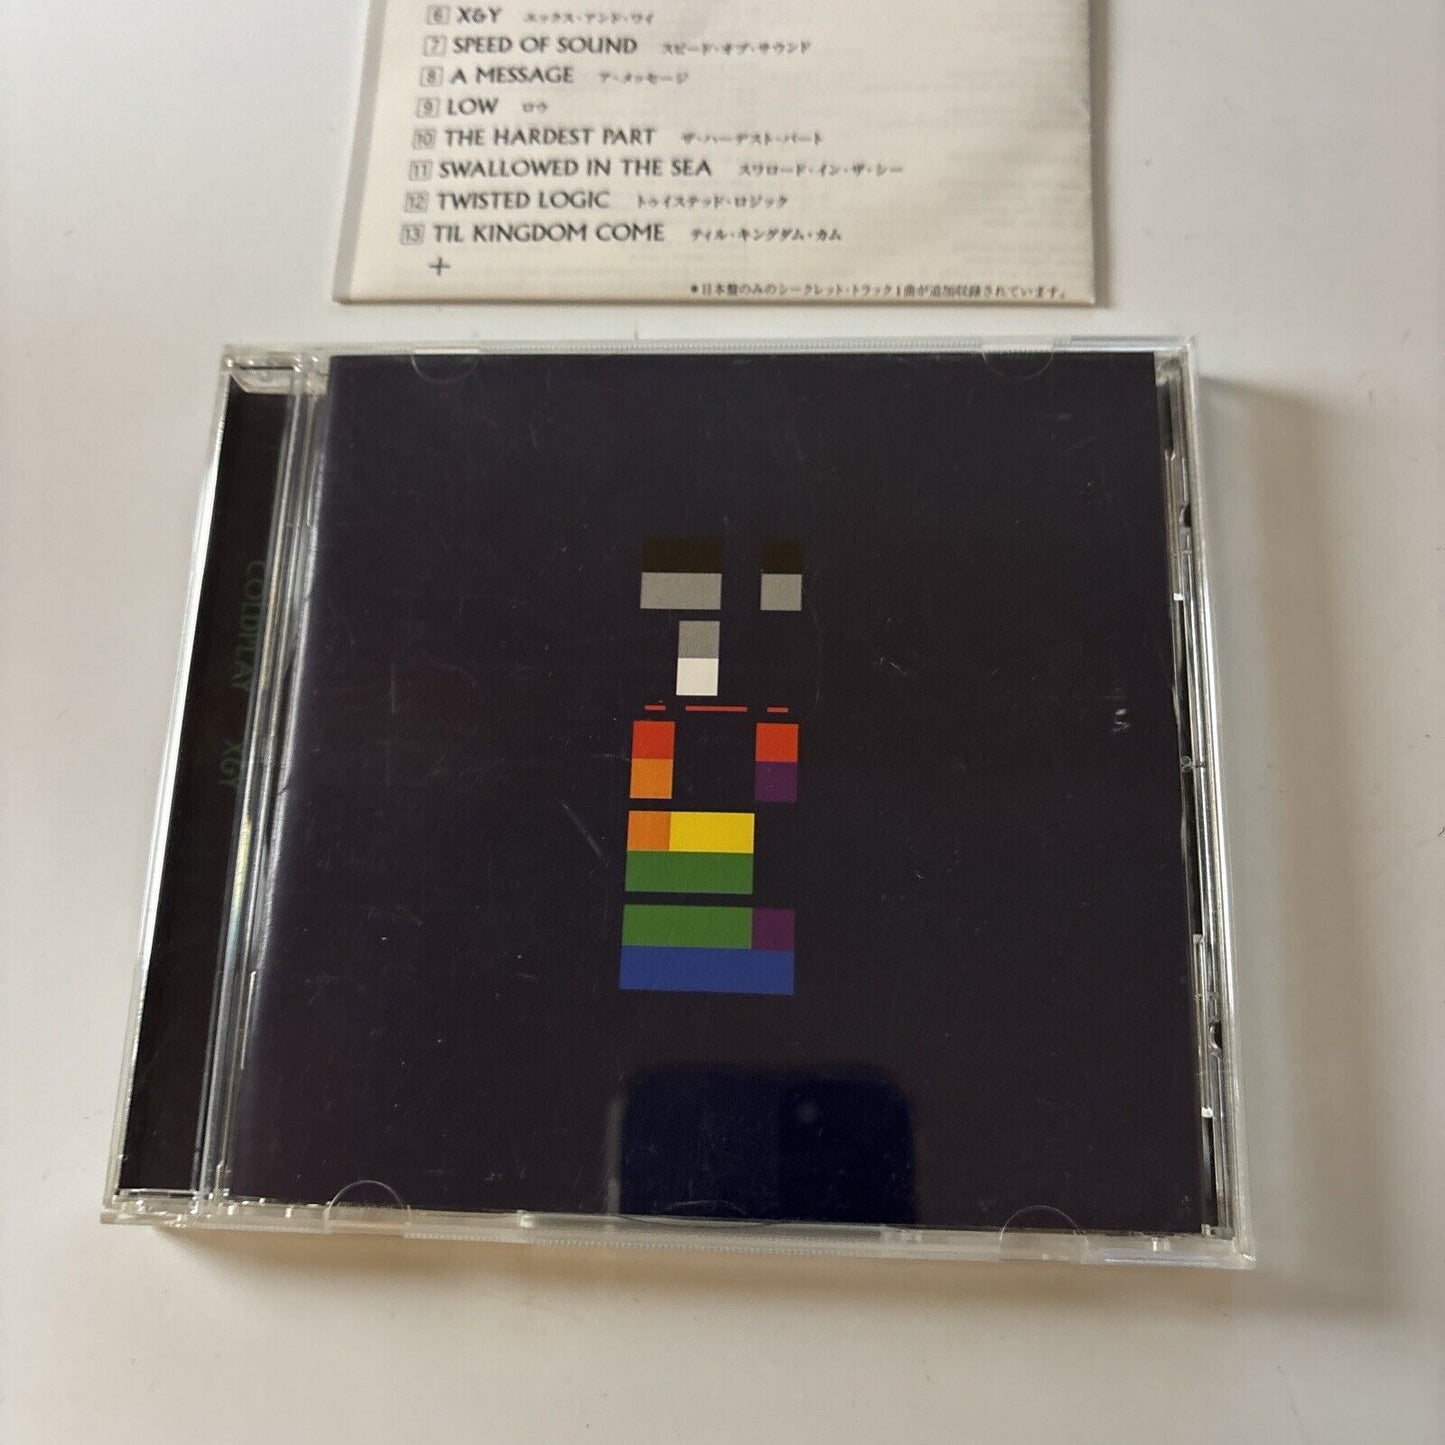 6 X&Y エックス・アンド・ワイ
7 SPEED OF SOUND スピード・オブ・サウンド
8 A MESSAGE ア・メッセージ
9 LOW ロウ
10 THE HARDEST PART ザ・ハーデスト・パート
11 SWALLOWED IN THE SEA スワロード・イン・ザ・シー
12 TWISTED LOGIC トゥイステッド・ロジック
13 TIL KINGDOM COME ティル・キングダム・カム
+
*日本盤のみのシークレット・トラック1曲が追加収録されています。
COLDPLAY X&Y